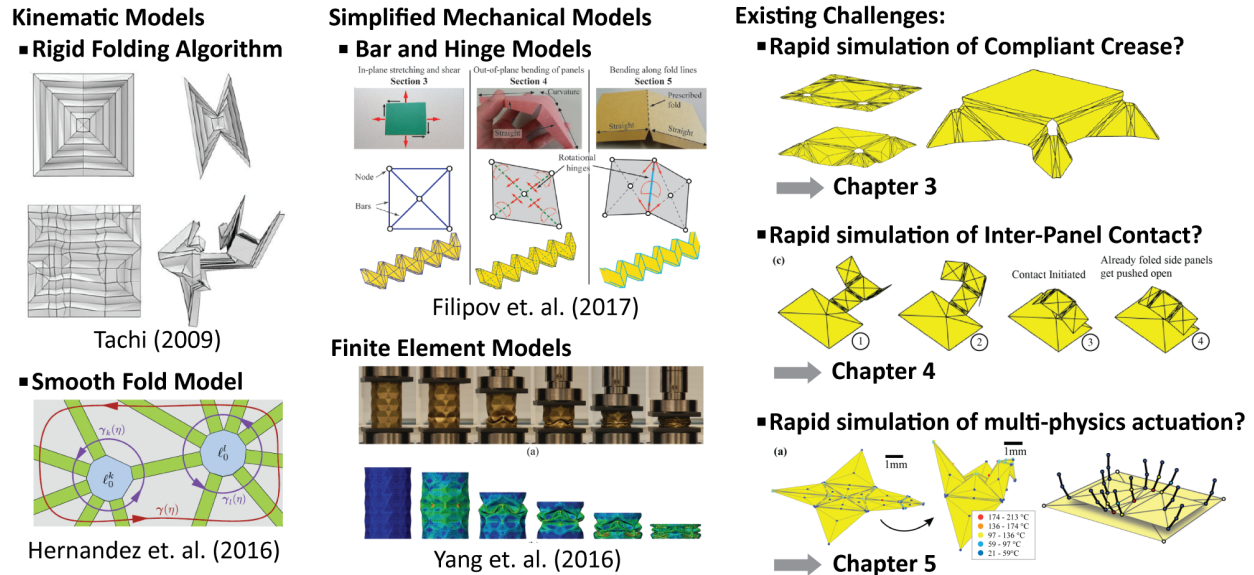 Kinematic Models
▪ Rigid Folding Algorithm
Tachi (2009)
▪ Smooth Fold Model
γk(η)
ℓ0^k
ℓ0^l
γl(η)
γ(η)
Hernandez et. al. (2016)
Simplified Mechanical Models
▪ Bar and Hinge Models
In-plane stretching and shear
Section 3
Out-of-plane bending of panels
Section 4
Bending along fold lines
Section 5
Curvature
Straight
Prescribed
fold
Straight
Straight
Node
Bars
Rotational
hinges
Filipov et. al. (2017)
Finite Element Models
(a)
Yang et. al. (2016)
Existing Challenges:
▪ Rapid simulation of Compliant Crease?
Chapter 3
▪ Rapid simulation of Inter-Panel Contact?
(c)
Contact Initiated
Already foled side panels
get pushed open
1
2
3
4
Chapter 4
▪ Rapid simulation of multi-physics actuation?
(a)
1mm
1mm
174 - 213 °C
136 - 174 °C
97 - 136 °C
59 - 97 °C
21 - 59°C
Chapter 5